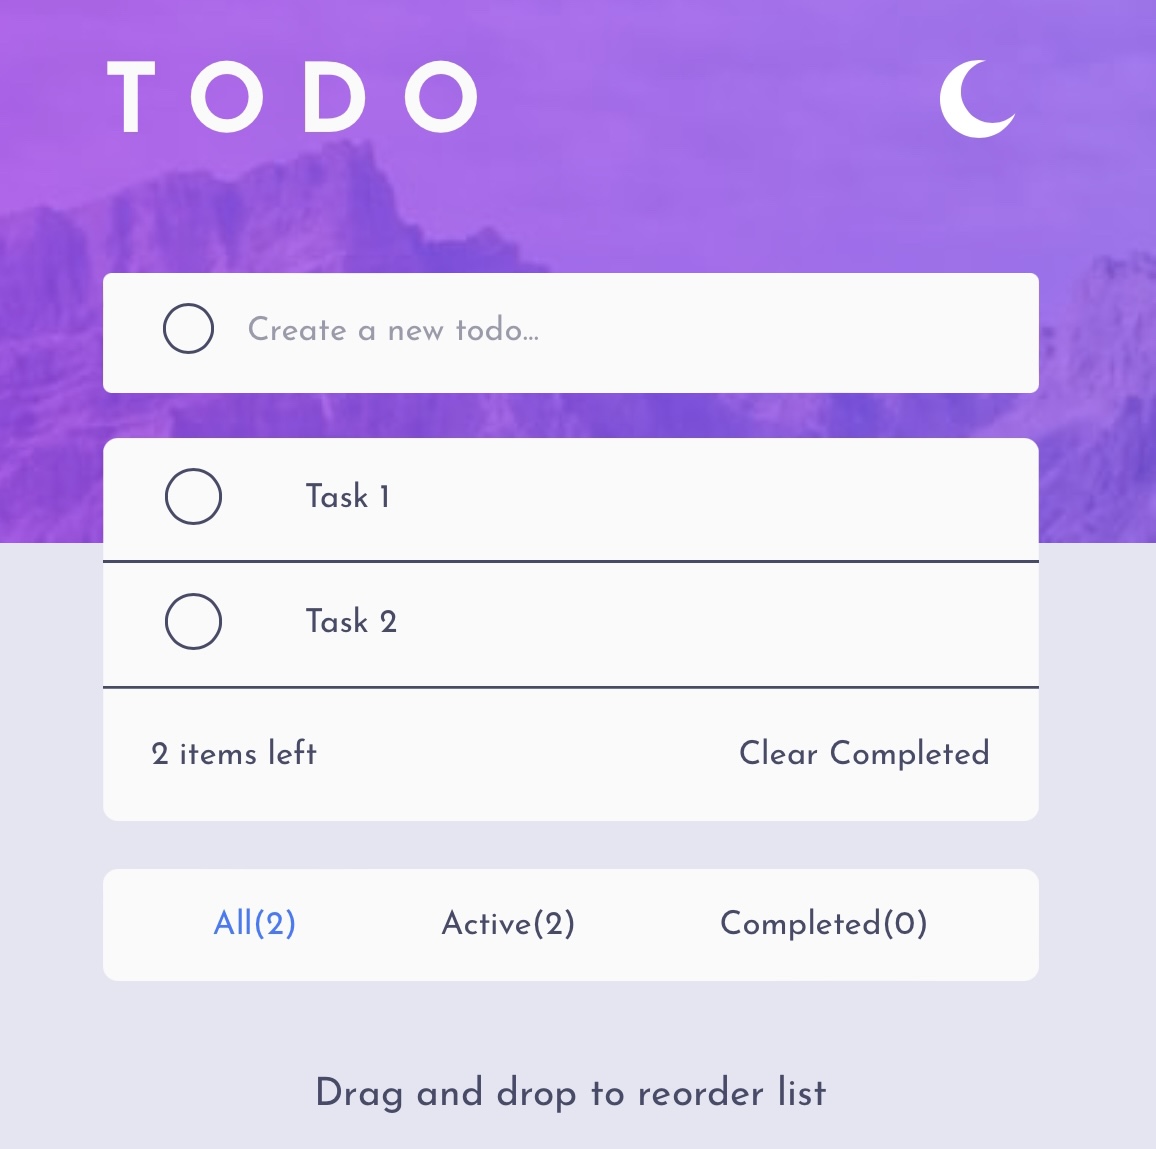 TODO
Create a new todo...
Task 1
Task 2
2 items left
Clear Completed
All(2)
Active(2)
Completed(0)
Drag and drop to reorder list